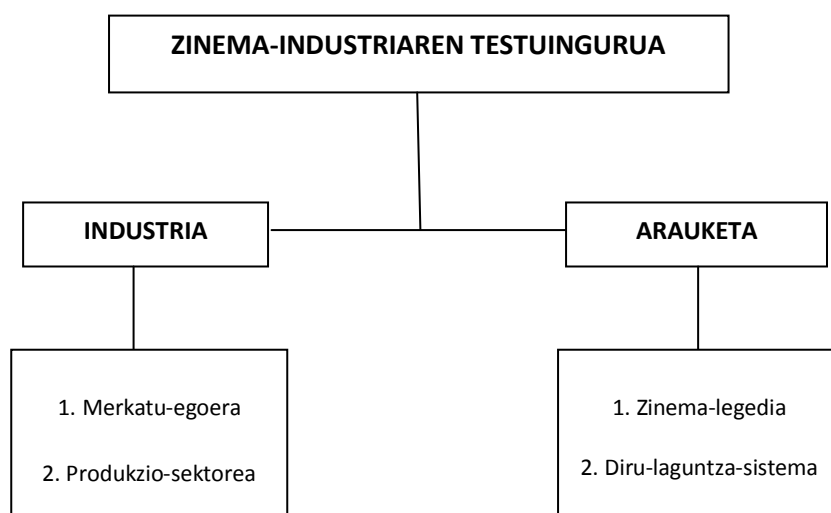 ZINEMA-INDUSTRIAREN TESTUINGURUA
INDUSTRIA
ARAUKETA
1. Merkatu-egoera
2. Produkzio-sektorea
1. Zinema-legedia
2. Diru-laguntza-sistema